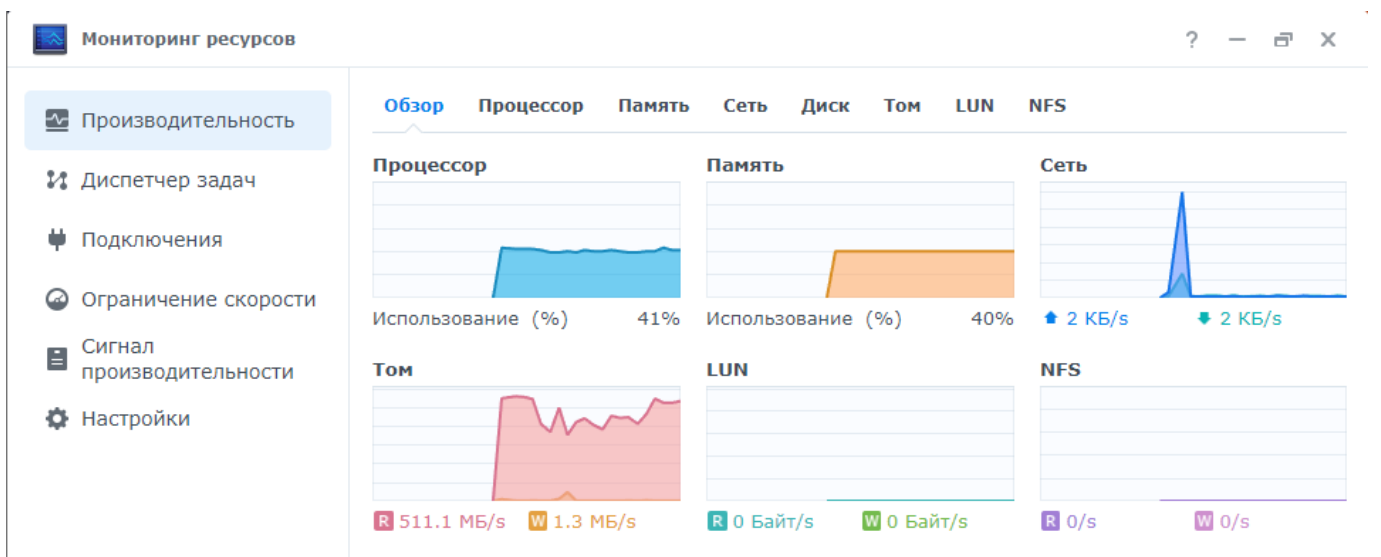 Мониторинг ресурсов
?
Производительность
Диспетчер задач
Подключения
Ограничение скорости
Сигнал
производительности
Настройки
Обзор Процессор Память Сеть Диск Том LUN NFS
Процессор Память Сеть
Использование (%) 41% Использование (%) 40% 2 КБ/s 2 КБ/s
Том LUN NFS
R 511.1 МБ/s W 1.3 МБ/s R 0 Байт/s W 0 Байт/s R 0/s W 0/s